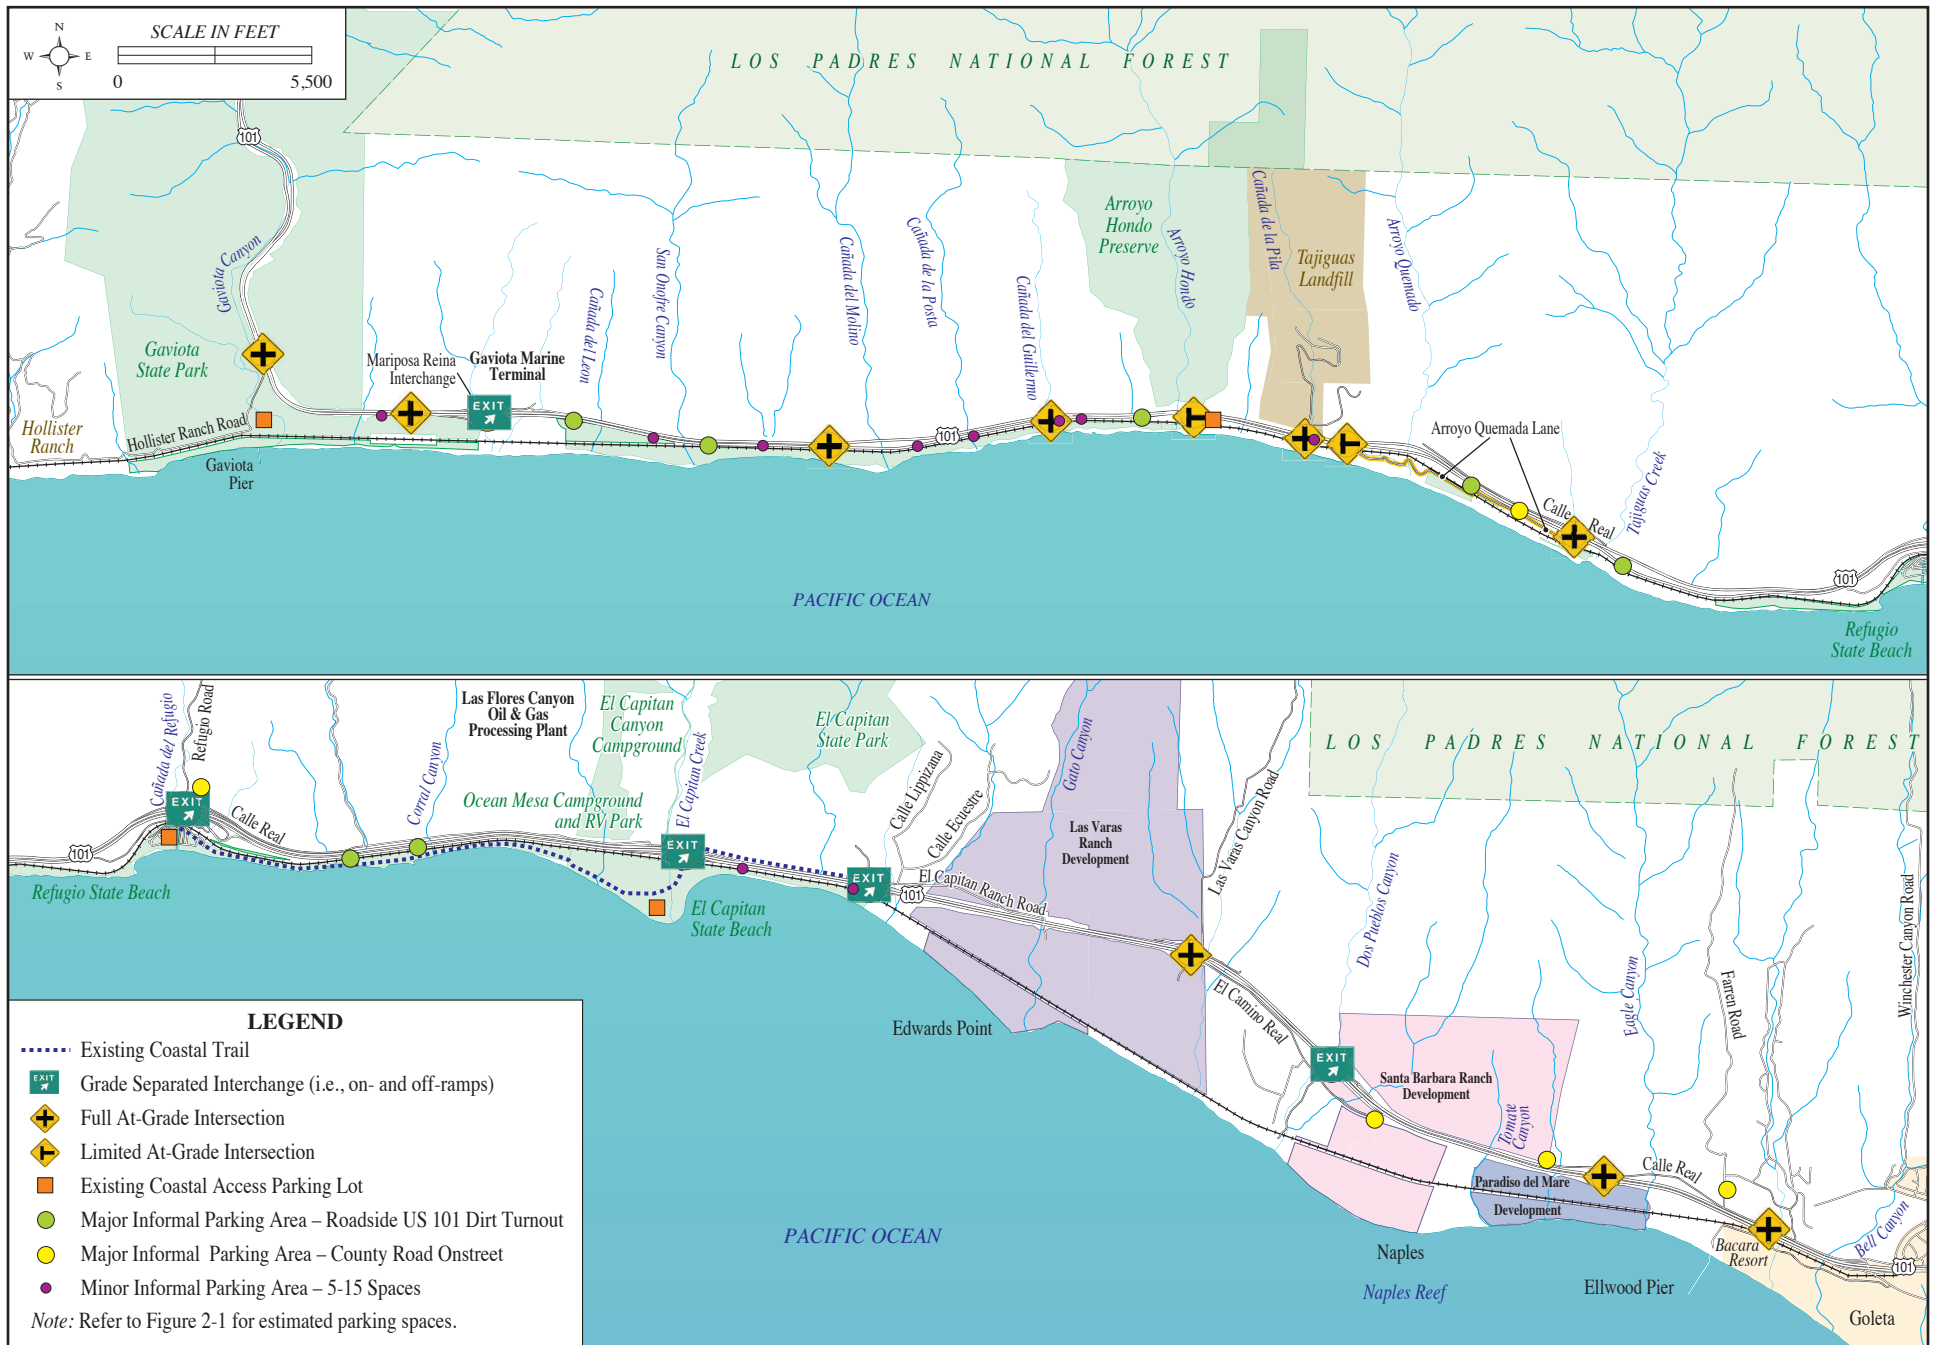 SCALE IN FEET
N
W E
S
0 5,500
LOS PADRES NATIONAL FOREST
101
Gaviota Canyon
Gaviota
State Park
Hollister
Ranch
Hollister Ranch Road
Gaviota
Pier
Mariposa Reina
Interchange
Gaviota Marine
Terminal
EXIT
Cañada del Leon
San Onofre Canyon
Cañada del Molino
Cañada de la Posta
101
Cañada del Guillermo
Arroyo
Hondo
Preserve
Arroyo Hondo
Cañada de la Pila
Tajiguas
Landfill
Arroyo Quemado
Arroyo Quemada Lane
Calle Real
Tajiguas Creek
101
PACIFIC OCEAN
Refugio
State Beach
Cañada del Refugio
Refugio Road
EXIT
Calle Real
101
Refugio State Beach
Corral Canyon
Las Flores Canyon
Oil & Gas
Processing Plant
El Capitan
Canyon
Campground
Ocean Mesa Campground
and RV Park
El Capitan Creek
EXIT
El Capitan
State Park
El Capitan
State Beach
EXIT
Calle Lippizana
Calle Ecuestre
101
El Capitan Ranch Road
Gato Canyon
Las Varas
Ranch
Development
Las Varas Canyon Road
Edwards Point
El Camino Real
EXIT
LOS PADRES NATIONAL FOREST
Dos Pueblos Canyon
Santa Barbara Ranch
Development
Tomate
Canyon
Eagle Canyon
Farren Road
Winchester Canyon Road
Paradiso del Mare
Development
Calle Real
Bacara
Resort
Bell Canyon
101
Naples
Naples Reef
Ellwood Pier
Goleta
PACIFIC OCEAN
LEGEND
Existing Coastal Trail
EXIT
Grade Separated Interchange (i.e., on- and off-ramps)
Full At-Grade Intersection
Limited At-Grade Intersection
Existing Coastal Access Parking Lot
Major Informal Parking Area – Roadside US 101 Dirt Turnout
Major Informal Parking Area – County Road Onstreet
Minor Informal Parking Area – 5-15 Spaces
Note: Refer to Figure 2-1 for estimated parking spaces.